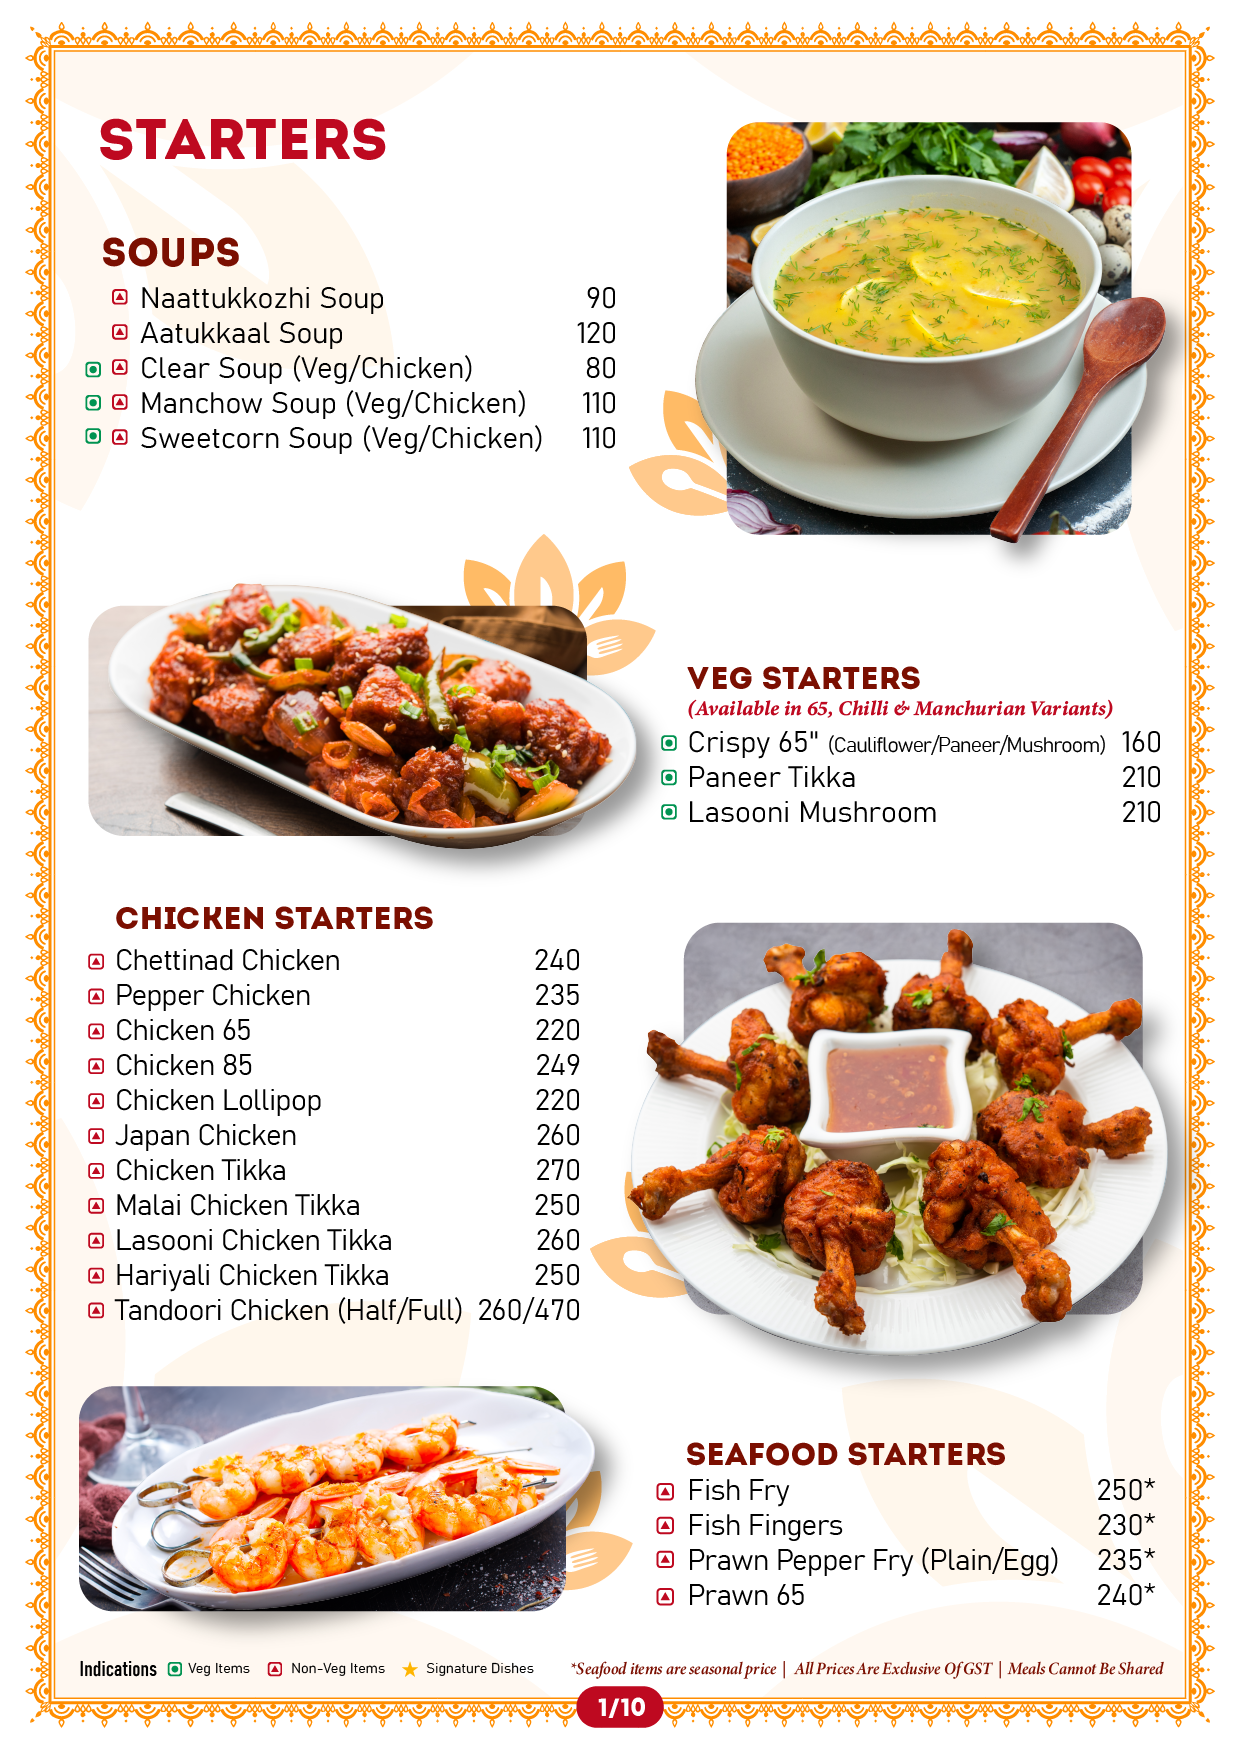 STARTERS
SOUPS
Naattukkozhi Soup 90
Aatukkaal Soup 120
Clear Soup (Veg/Chicken) 80
Manchow Soup (Veg/Chicken) 110
Sweetcorn Soup (Veg/Chicken) 110
VEG STARTERS
(Available in 65, Chilli & Manchurian Variants)
Crispy 65" (Cauliflower/Paneer/Mushroom) 160
Paneer Tikka 210
Lasooni Mushroom 210
CHICKEN STARTERS
Chettinad Chicken 240
Pepper Chicken 235
Chicken 65 220
Chicken 85 249
Chicken Lollipop 220
Japan Chicken 260
Chicken Tikka 270
Malai Chicken Tikka 250
Lasooni Chicken Tikka 260
Hariyali Chicken Tikka 250
Tandoori Chicken (Half/Full) 260/470
SEAFOOD STARTERS
Fish Fry 250*
Fish Fingers 230*
Prawn Pepper Fry (Plain/Egg) 235*
Prawn 65 240*
Indications Veg Items Non-Veg Items Signature Dishes *Seafood items are seasonal price | All Prices Are Exclusive Of GST | Meals Cannot Be Shared
1/10